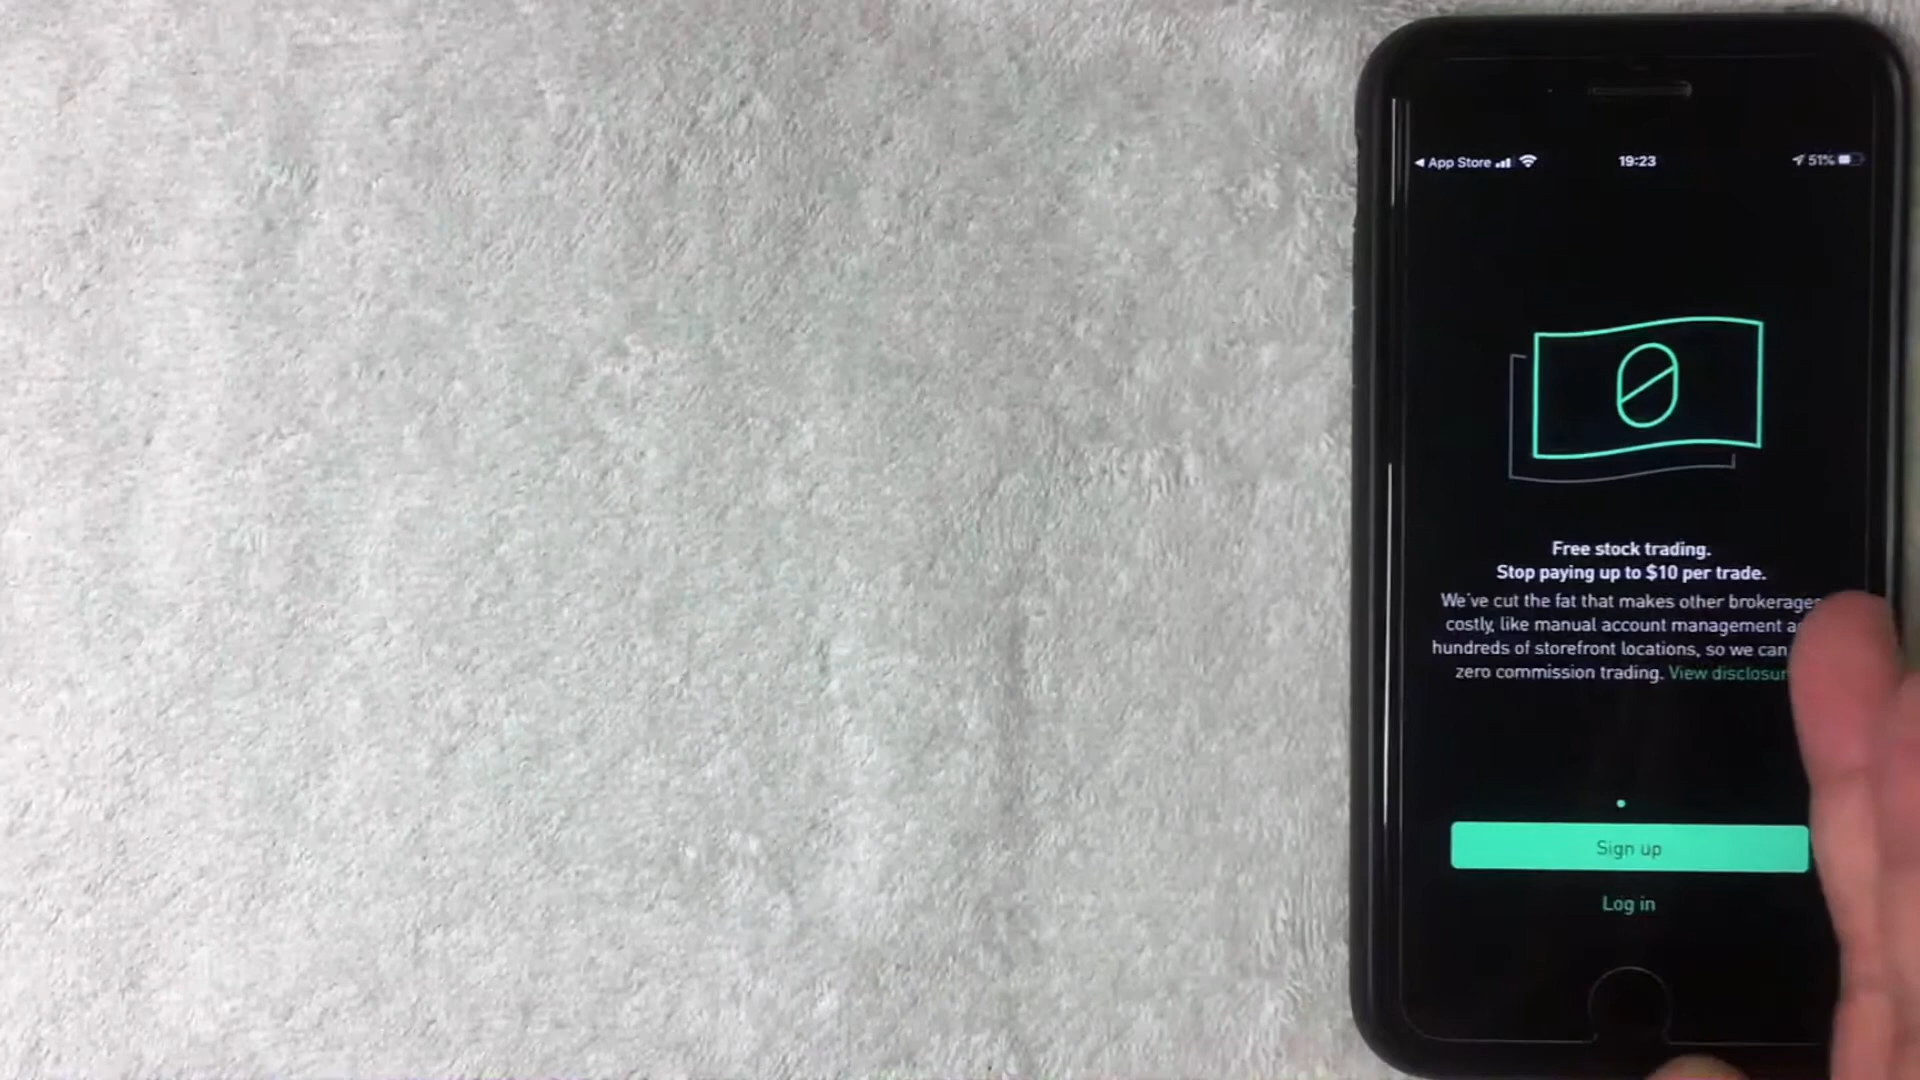 ◀ App Store 19:23 51%
0
Free stock trading.
Stop paying up to $10 per trade.
We've cut the fat that makes other brokerages
costly, like manual account management
hundreds of storefront locations, so we can
zero commission trading. View
Sign up
Log in